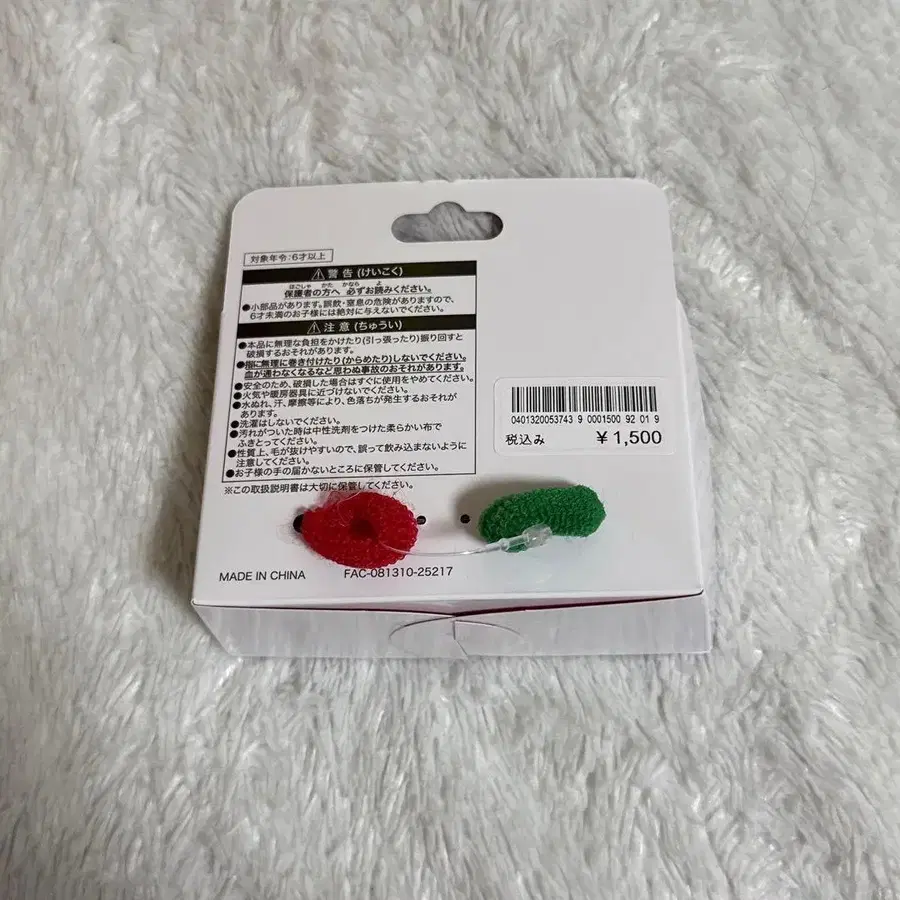 対象年令:6才以上
警告(けいこく)
ほごしゃ かた かなら よ
保護者の方へ 必ずお読みください。
●小部品があります。誤飲・窒息の危険がありますので、
6才未満のお子様には絶対に与えないでください。
注意(ちゅうい)
●本品に無理な負担をかけたり(引っ張ったり)振り回すと
破損するおそれがあります。
●指に無理に巻き付けたり(からめたり)しないでください。
血が通わなくなるなど思わぬ事故のおそれがあります。
●安全のため、破損した場合はすぐに使用をやめてください。
●火気や暖房器具に近づけないでください。
●水ぬれ、汗、摩擦等により、色落ちが発生するおそれが
あります。
●洗濯はしないでください。
●汚れがついた時は中性洗剤をつけた柔らかい布で
ふきとってください。
●性質上、毛が抜けやすいので、誤って飲み込まないように
注意してください。
●お子様の手の届かないところに保管してください。
※この取扱説明書は大切に保管してください。
0401320053743 9 0001500 92 01 9
税込み ¥1,500
MADE IN CHINA FAC-081310-25217